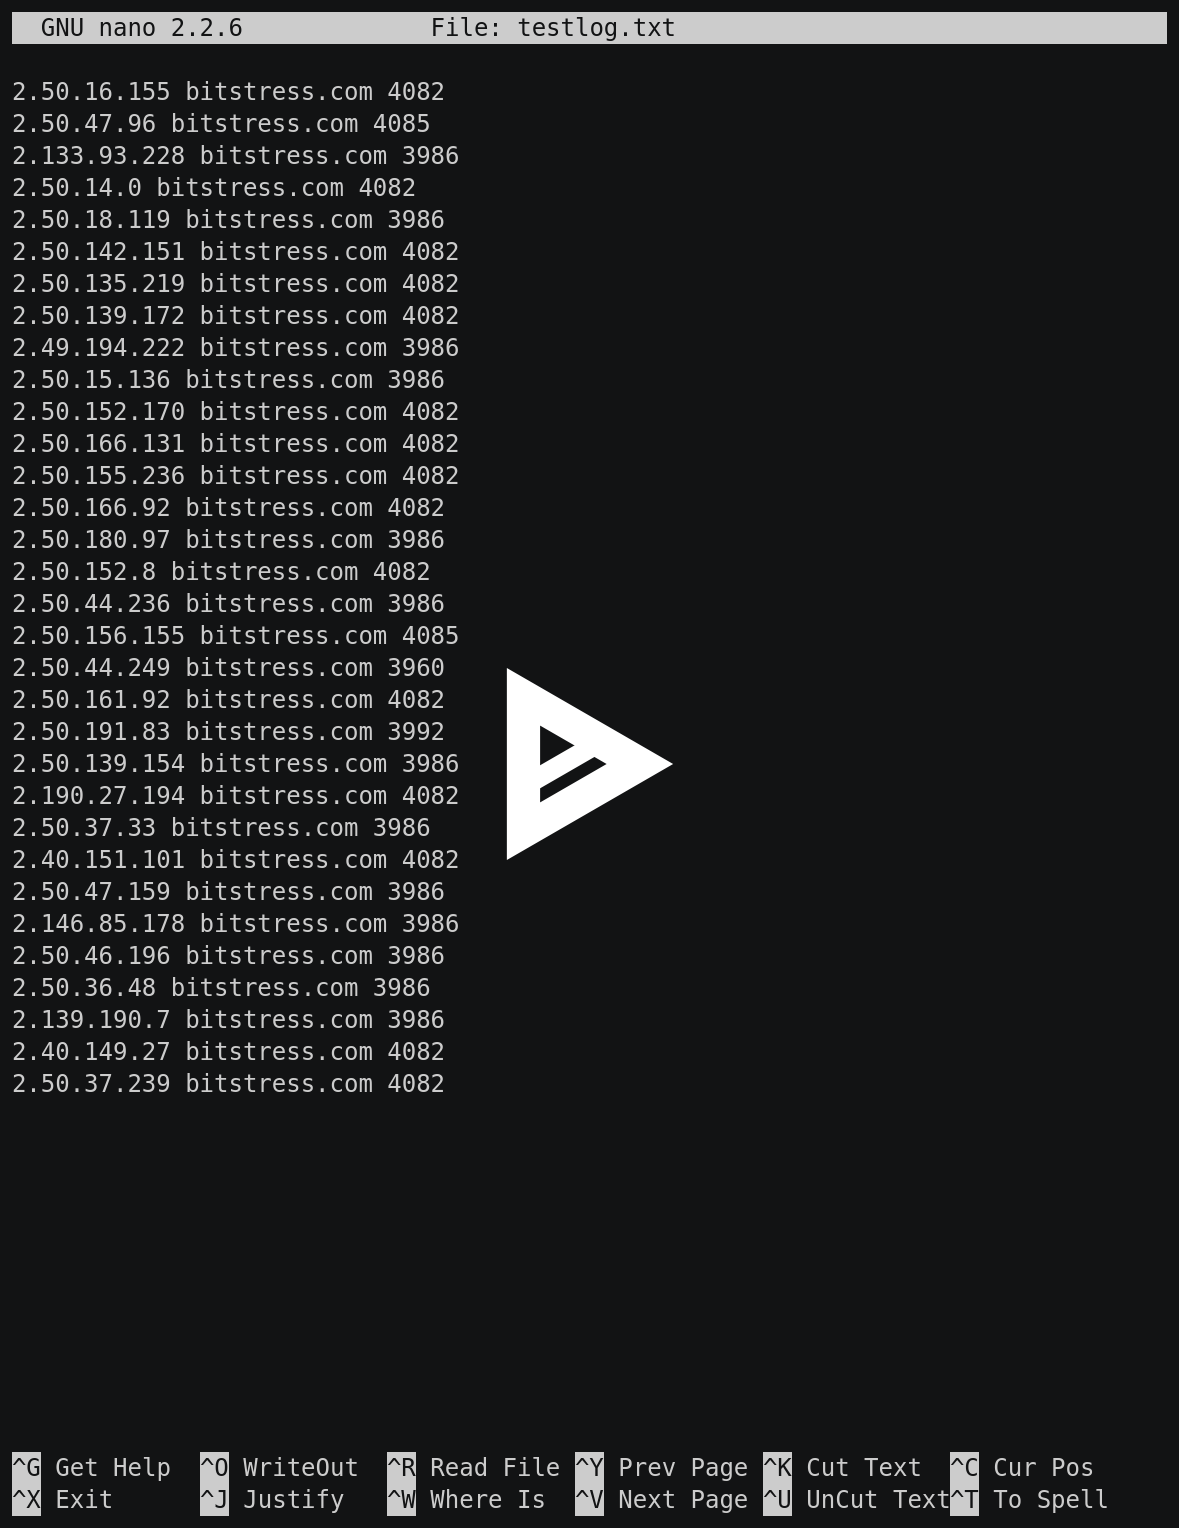 GNU nano 2.2.6 File: testlog.txt
2.50.16.155 bitstress.com 4082
2.50.47.96 bitstress.com 4085
2.133.93.228 bitstress.com 3986
2.50.14.0 bitstress.com 4082
2.50.18.119 bitstress.com 3986
2.50.142.151 bitstress.com 4082
2.50.135.219 bitstress.com 4082
2.50.139.172 bitstress.com 4082
2.49.194.222 bitstress.com 3986
2.50.15.136 bitstress.com 3986
2.50.152.170 bitstress.com 4082
2.50.166.131 bitstress.com 4082
2.50.155.236 bitstress.com 4082
2.50.166.92 bitstress.com 4082
2.50.180.97 bitstress.com 3986
2.50.152.8 bitstress.com 4082
2.50.44.236 bitstress.com 3986
2.50.156.155 bitstress.com 4085
2.50.44.249 bitstress.com 3960
2.50.161.92 bitstress.com 4082
2.50.191.83 bitstress.com 3992
2.50.139.154 bitstress.com 3986
2.190.27.194 bitstress.com 4082
2.50.37.33 bitstress.com 3986
2.40.151.101 bitstress.com 4082
2.50.47.159 bitstress.com 3986
2.146.85.178 bitstress.com 3986
2.50.46.196 bitstress.com 3986
2.50.36.48 bitstress.com 3986
2.139.190.7 bitstress.com 3986
2.40.149.27 bitstress.com 4082
2.50.37.239 bitstress.com 4082
^G Get Help ^O WriteOut ^R Read File ^Y Prev Page ^K Cut Text ^C Cur Pos
^X Exit ^J Justify ^W Where Is ^V Next Page ^U UnCut Text^T To Spell